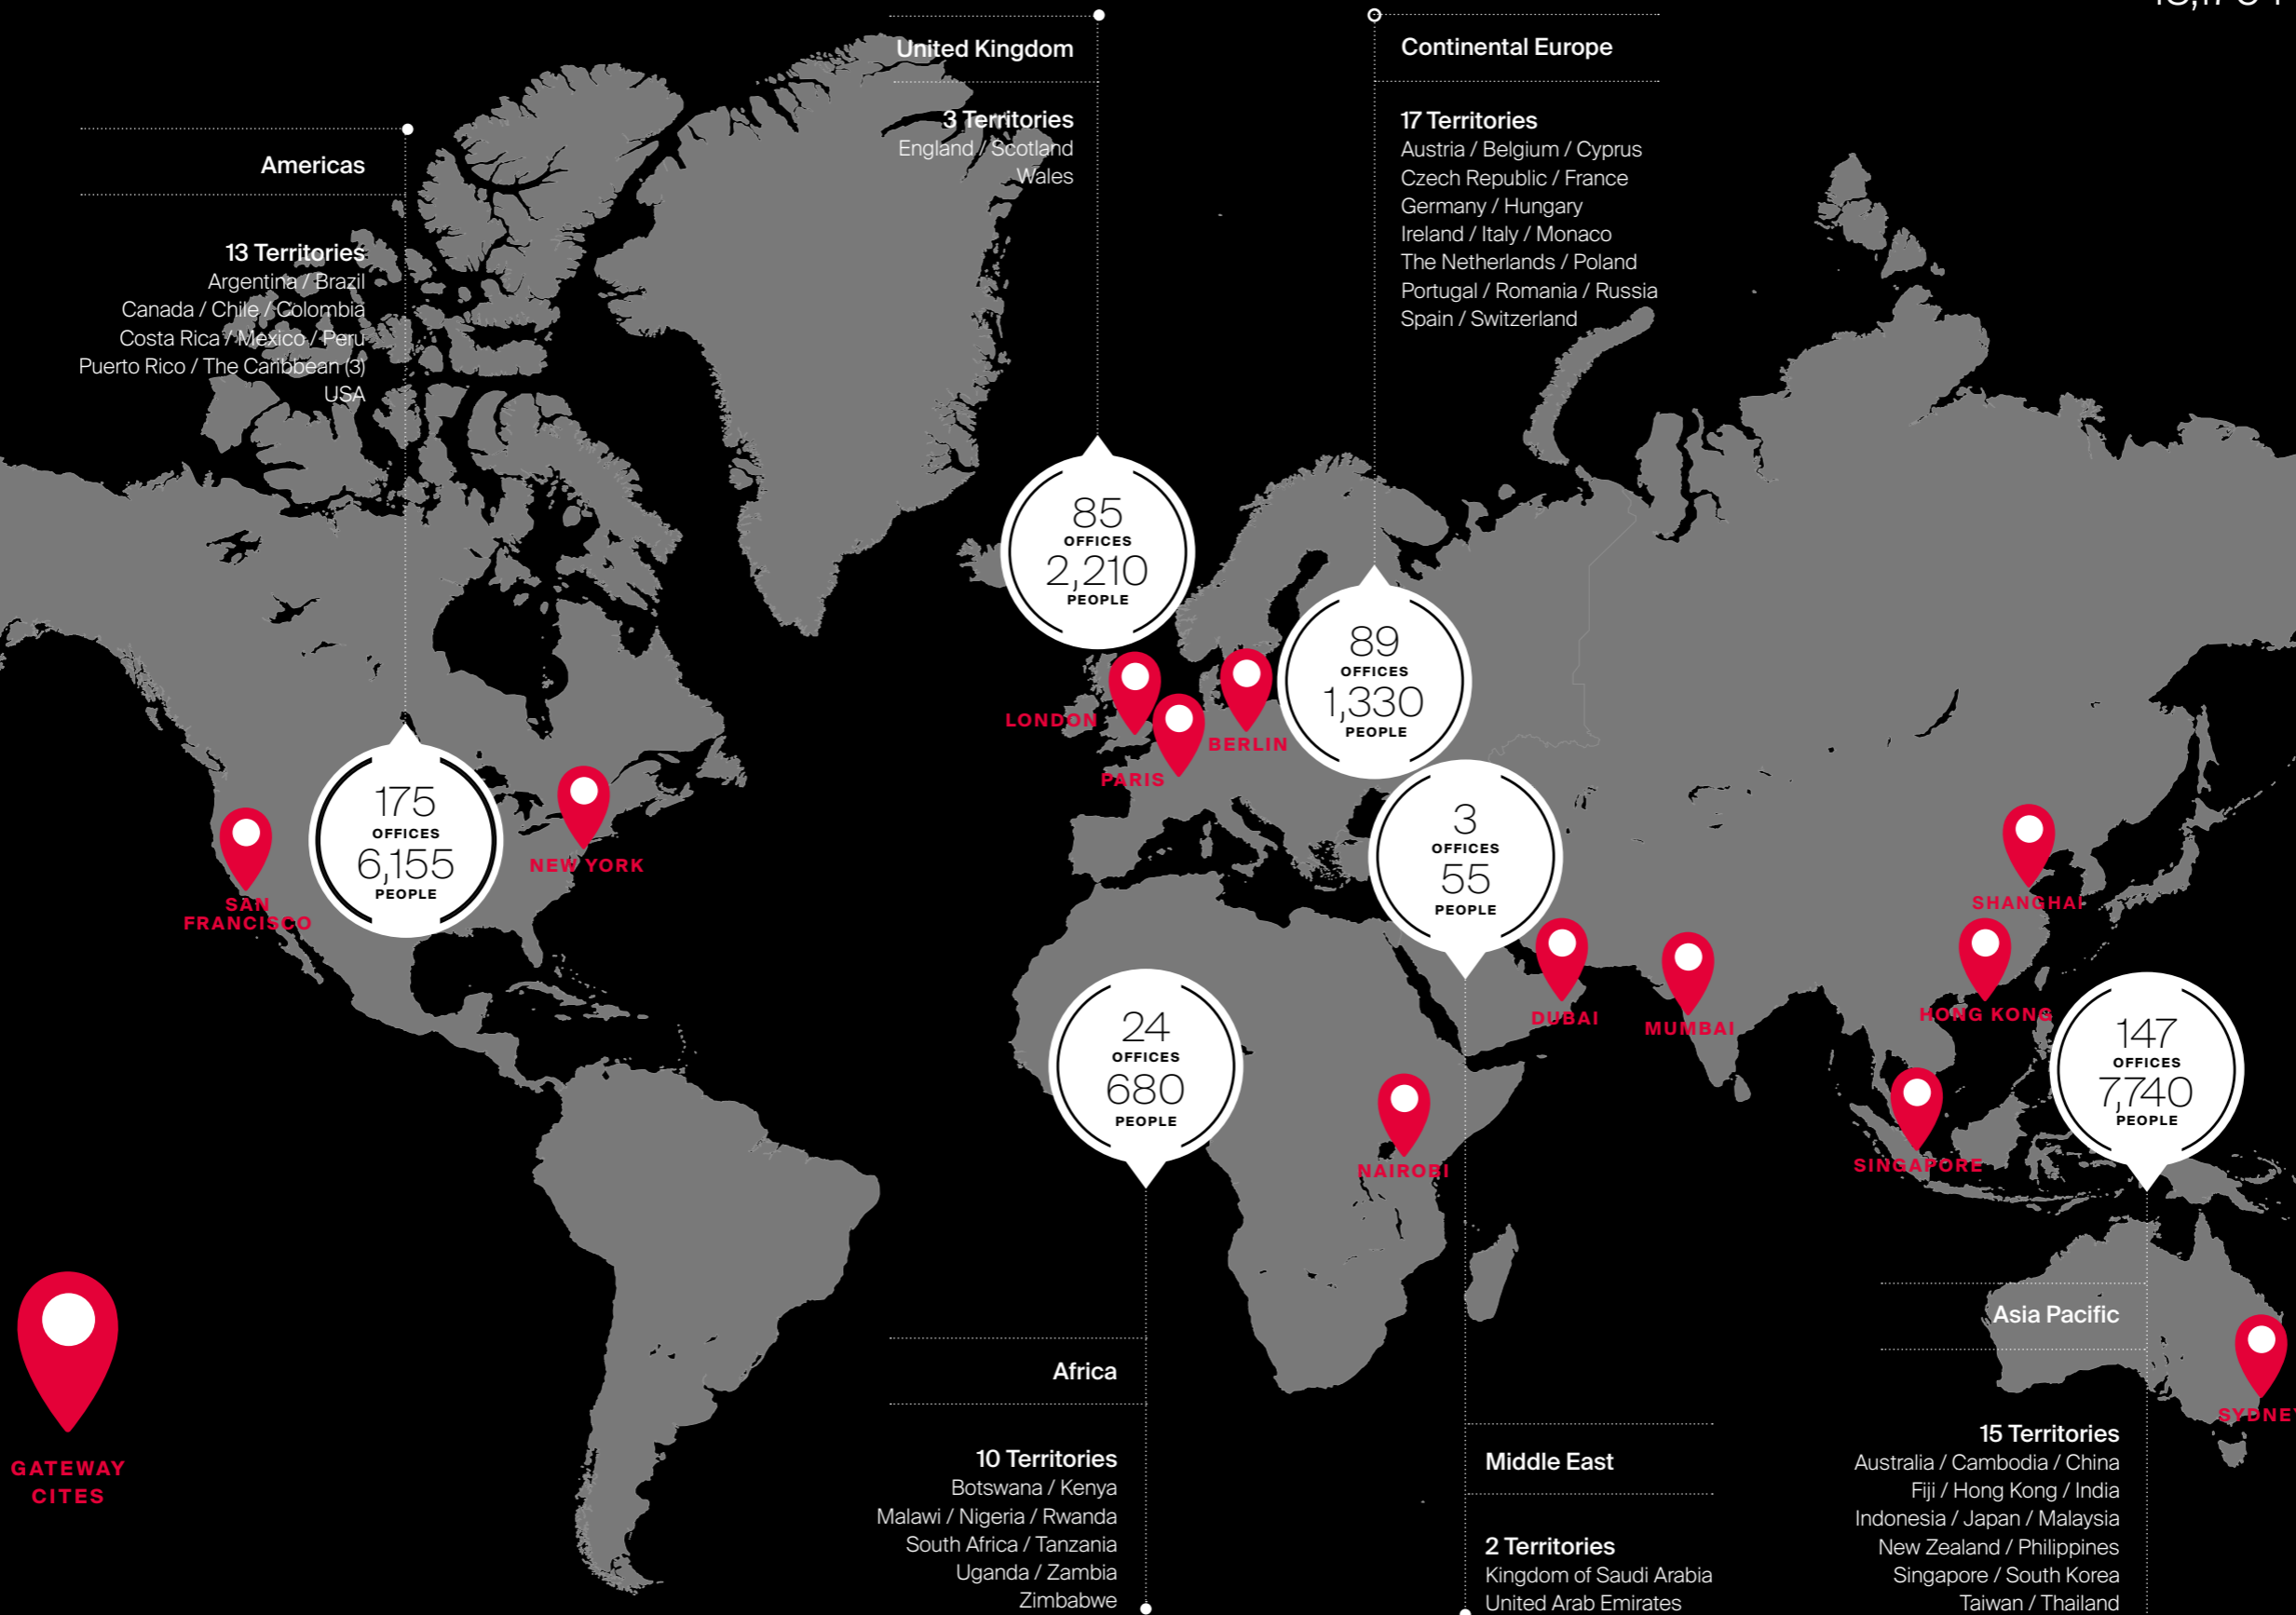 United Kingdom
3 Territories
England / Scotland
Wales
Continental Europe
17 Territories
Austria / Belgium / Cyprus
Czech Republic / France
Germany / Hungary
Ireland / Italy / Monaco
The Netherlands / Poland
Portugal / Romania / Russia
Spain / Switzerland
Americas
13 Territories
Argentina / Brazil
Canada / Chile / Colombia
Costa Rica / Mexico / Peru
Puerto Rico / The Caribbean (3)
USA
85
OFFICES
2,210
PEOPLE
89
OFFICES
1,330
PEOPLE
LONDON
BERLIN
PARIS
175
OFFICES
6,155
PEOPLE
NEW YORK
SAN
FRANCISCO
3
OFFICES
55
PEOPLE
SHANGHAI
DUBAI
MUMBAI
HONG KONG
24
OFFICES
680
PEOPLE
147
OFFICES
7,740
PEOPLE
NAIROBI
SINGAPORE
GATEWAY
CITES
Africa
10 Territories
Botswana / Kenya
Malawi / Nigeria / Rwanda
South Africa / Tanzania
Uganda / Zambia
Zimbabwe
Middle East
2 Territories
Kingdom of Saudi Arabia
United Arab Emirates
Asia Pacific
SYDNEY
15 Territories
Australia / Cambodia / China
Fiji / Hong Kong / India
Indonesia / Japan / Malaysia
New Zealand / Philippines
Singapore / South Korea
Taiwan / Thailand